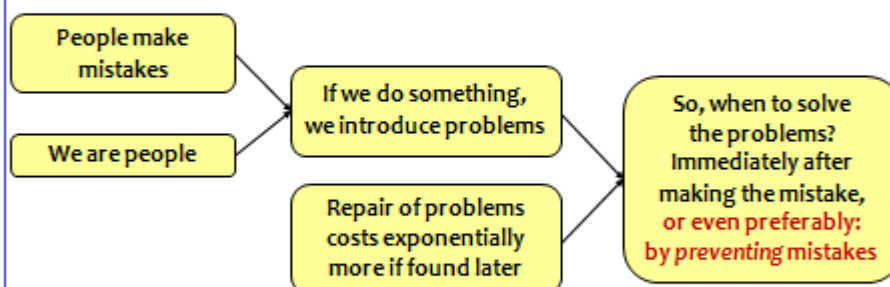 People make
mistakes
We are people
If we do something,
we introduce problems
Repair of problems
costs exponentially
more if found later
So, when to solve
the problems?
Immediately after
making the mistake,
or even preferably:
by preventing mistakes